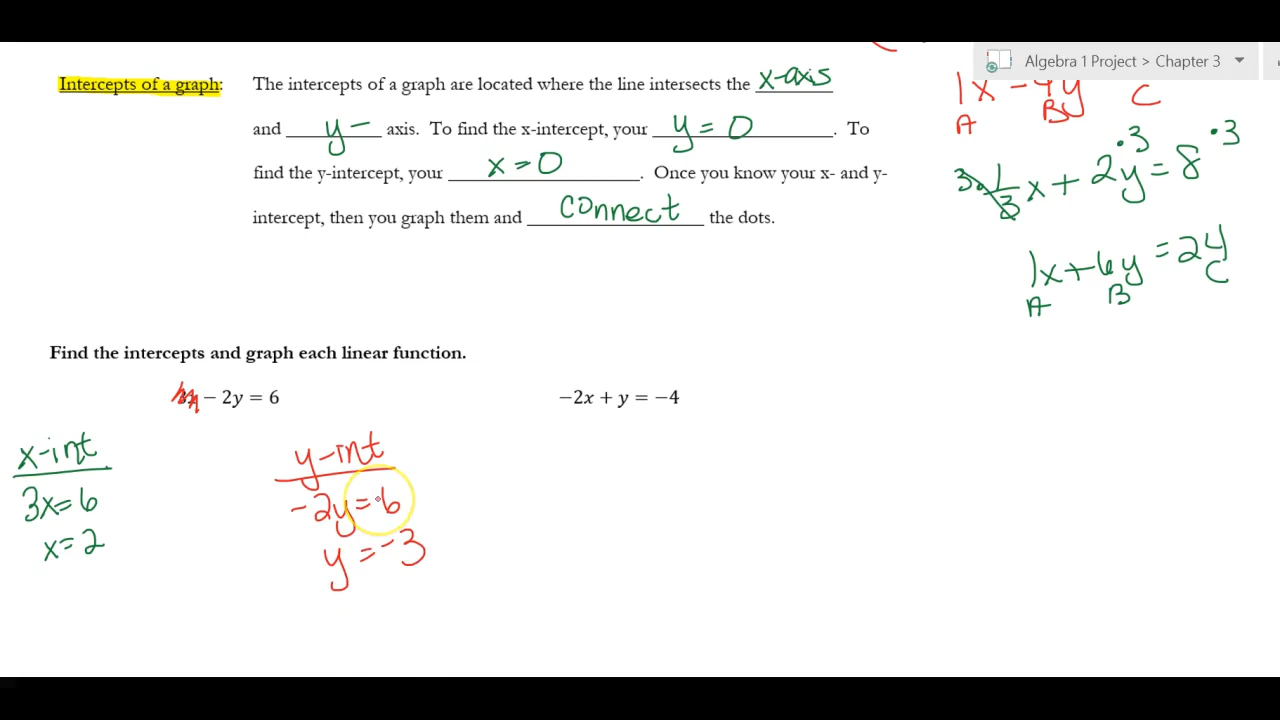 Algebra 1 Project > Chapter 3
Intercepts of a graph: The intercepts of a graph are located where the line intersects the x-axis
and y- axis. To find the x-intercept, your y = 0. To
find the y-intercept, your x = 0. Once you know your x- and y-
intercept, then you graph them and connect the dots.
1x - 4y C
A B
3 · 1/3 x + 2y · 3 = 8 · 3
1x + 6y = 24
A B C
Find the intercepts and graph each linear function.
− 2y = 6
−2x + y = −4
x-int
3x = 6
x = 2
y-int
-2y = 6
y = -3